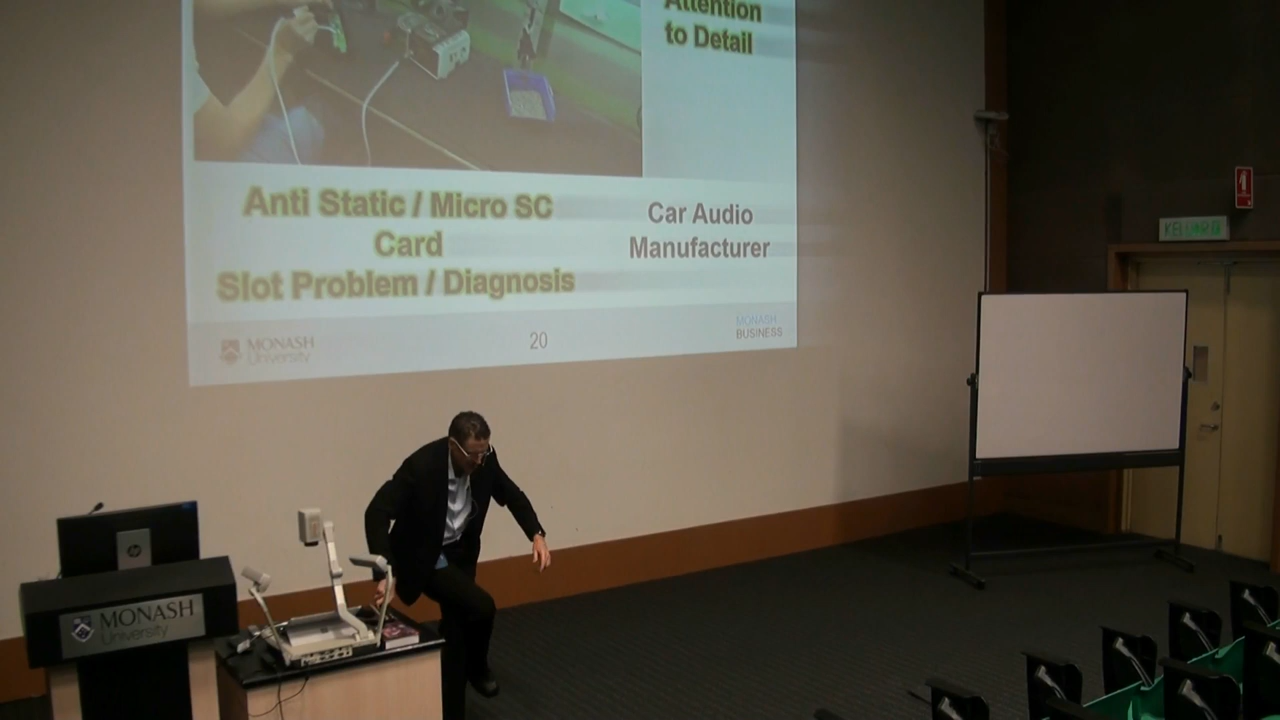 Attention
to Detail
Anti Static / Micro SC
Card
Slot Problem / Diagnosis
Car Audio
Manufacturer
MONASH
University
20
MONASH
BUSINESS
hp
MONASH
University